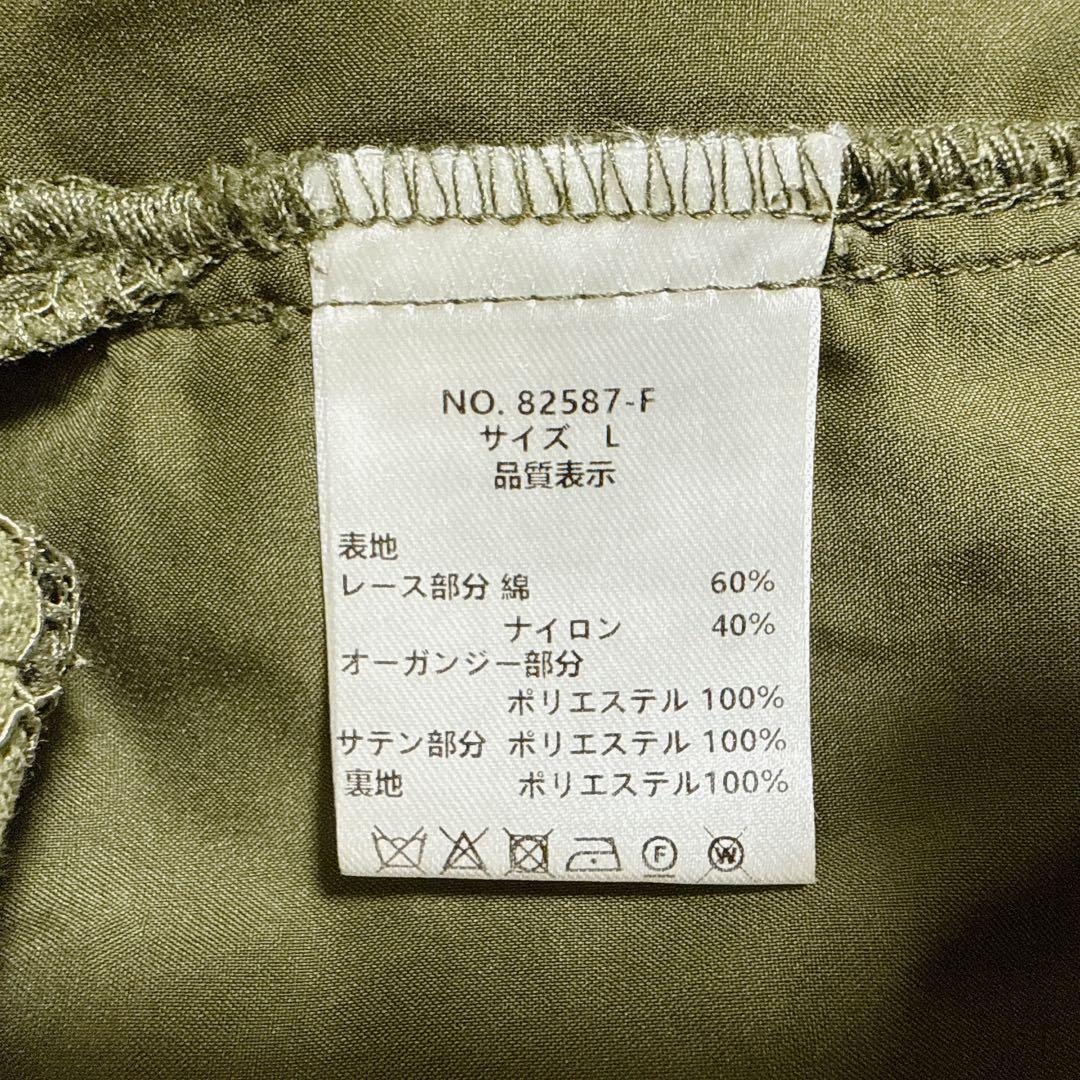 NO. 82587-F
サイズ L
品質表示
表地
レース部分 綿 60%
ナイロン 40%
オーガンジー部分
ポリエステル 100%
サテン部分 ポリエステル 100%
裏地 ポリエステル100%
F W